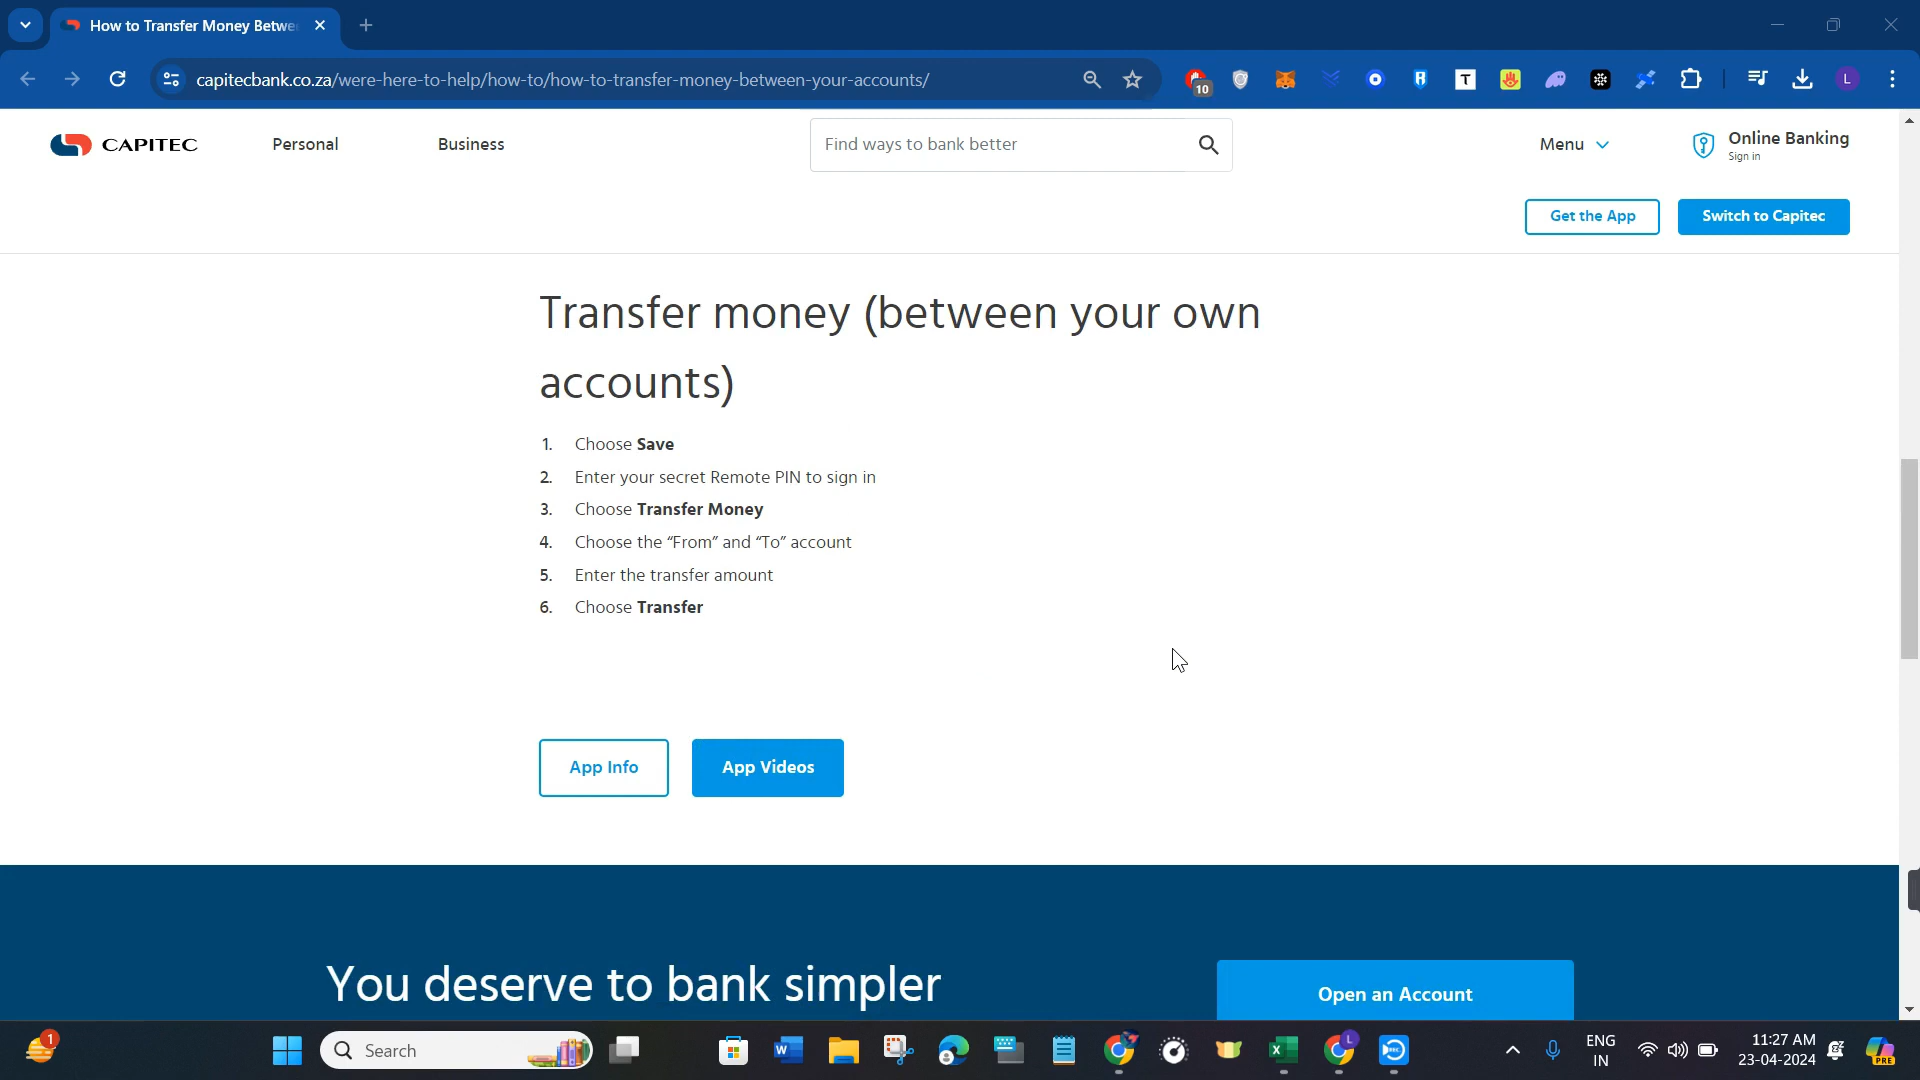 How to Transfer Money Betwe
capitecbank.co.za/were-here-to-help/how-to/how-to-transfer-money-between-your-accounts/
10
T
L
CAPITEC
Personal
Business
Find ways to bank better
Menu
Online Banking
Sign in
Get the App
Switch to Capitec
Transfer money (between your own
accounts)
1. Choose Save
2. Enter your secret Remote PIN to sign in
3. Choose Transfer Money
4. Choose the “From” and “To” account
5. Enter the transfer amount
6. Choose Transfer
App Info
App Videos
You deserve to bank simpler
Open an Account
1
Search
W
X
L
REC
ENG
IN
11:27 AM
23-04-2024
PRE